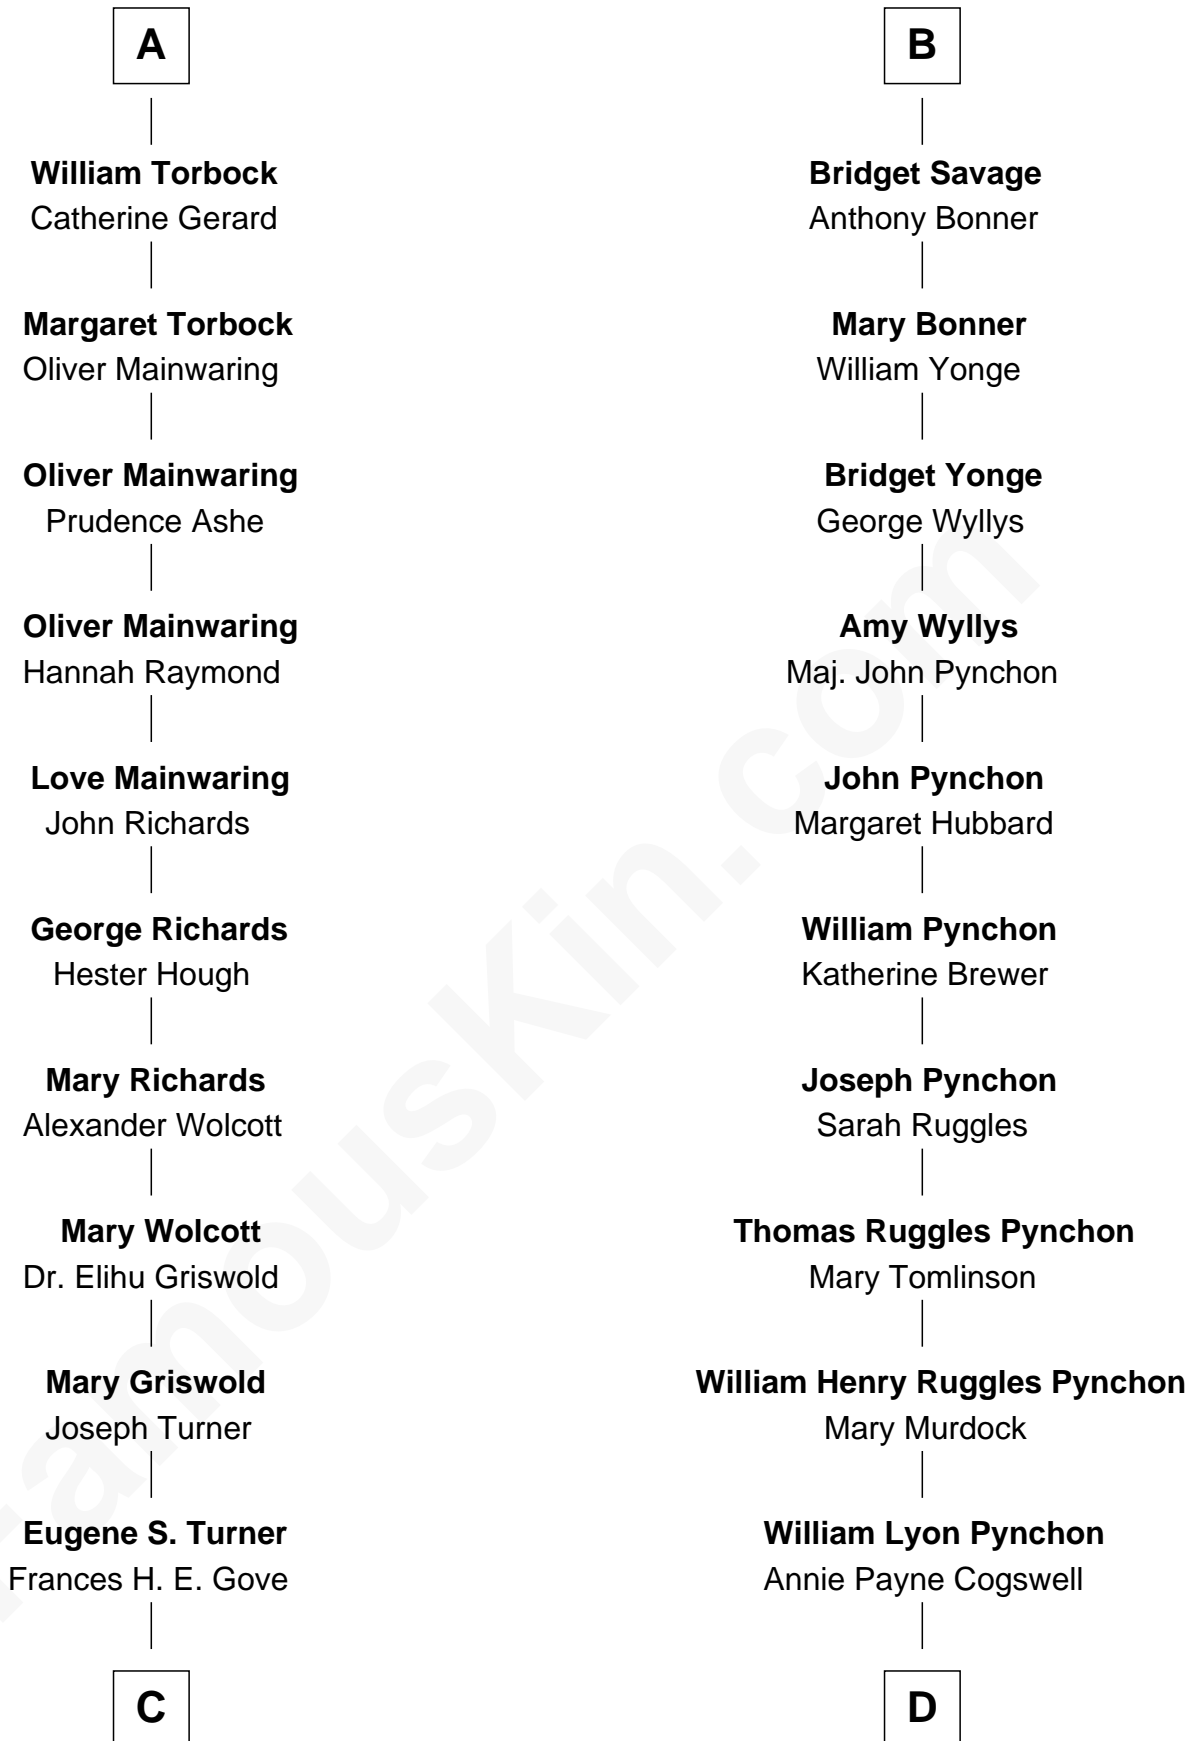 A
William Torbock
Catherine Gerard
Margaret Torbock
Oliver Mainwaring
Oliver Mainwaring
Prudence Ashe
Oliver Mainwaring
Hannah Raymond
Love Mainwaring
John Richards
George Richards
Hester Hough
Mary Richards
Alexander Wolcott
Mary Wolcott
Dr. Elihu Griswold
Mary Griswold
Joseph Turner
Eugene S. Turner
Frances H. E. Gove
C
B
Bridget Savage
Anthony Bonner
Mary Bonner
William Yonge
Bridget Yonge
George Wyllys
Amy Wyllys
Maj. John Pynchon
John Pynchon
Margaret Hubbard
William Pynchon
Katherine Brewer
Joseph Pynchon
Sarah Ruggles
Thomas Ruggles Pynchon
Mary Tomlinson
William Henry Ruggles Pynchon
Mary Murdock
William Lyon Pynchon
Annie Payne Cogswell
D
FamousKin.com